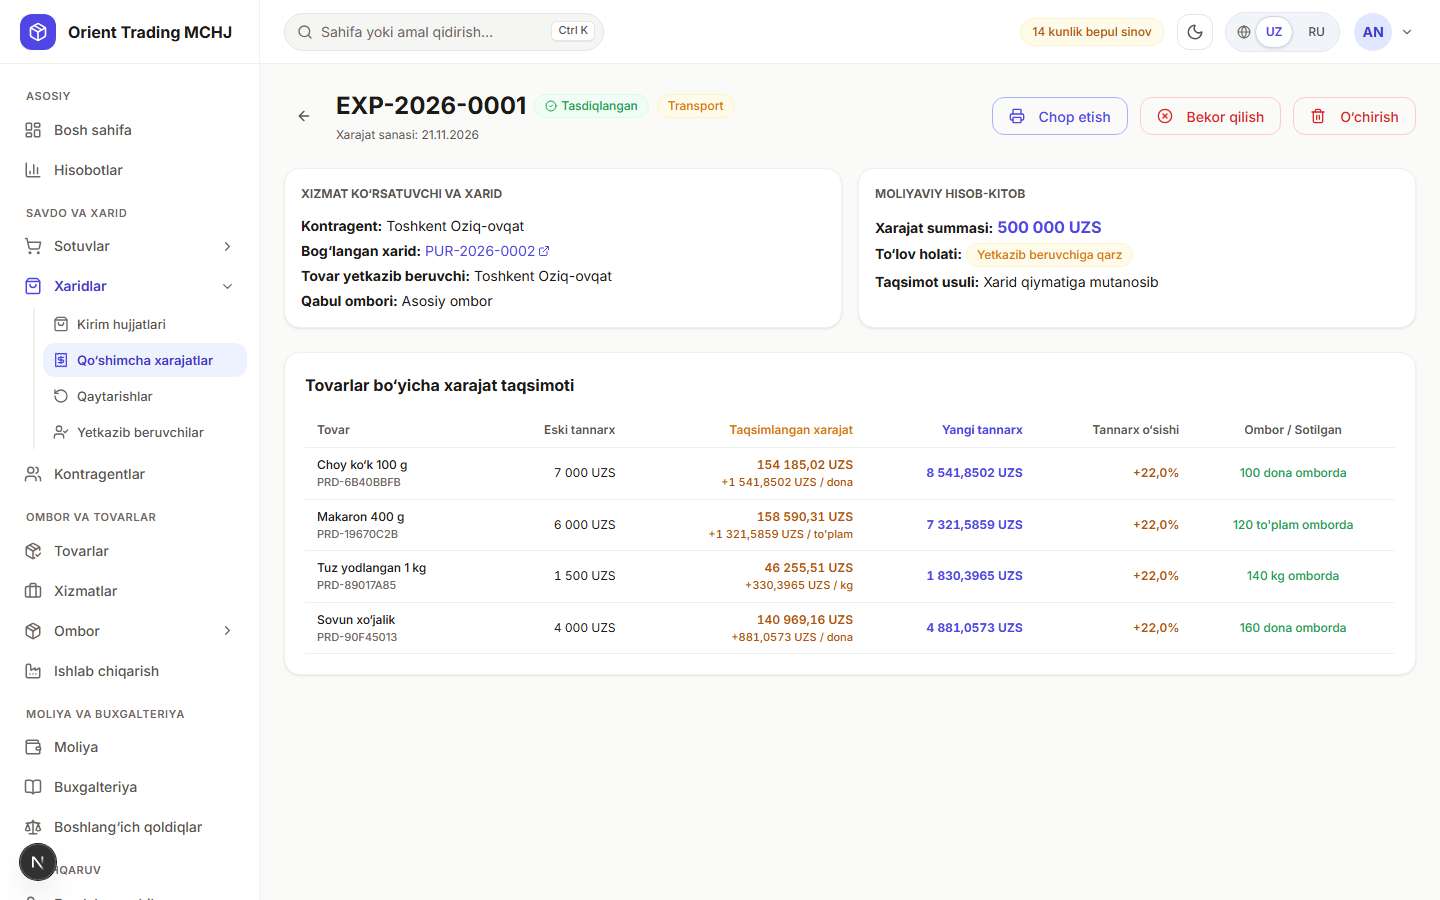 Orient Trading MCHJ
Sahifa yoki amal qidirish...
Ctrl K
14 kunlik bepul sinov
UZ
RU
AN
ASOSIY
Bosh sahifa
Hisobotlar
SAVDO VA XARID
Sotuvlar
Xaridlar
Kirim hujjatlari
Qo‘shimcha xarajatlar
Qaytarishlar
Yetkazib beruvchilar
Kontragentlar
OMBOR VA TOVARLAR
Tovarlar
Xizmatlar
Ombor
Ishlab chiqarish
MOLIYA VA BUXGALTERIYA
Moliya
Buxgalteriya
Boshlang‘ich qoldiqlar
N
IQARUV
EXP-2026-0001
Tasdiqlangan
Transport
Xarajat sanasi: 21.11.2026
Chop etish
Bekor qilish
O‘chirish
XIZMAT KO‘RSATUVCHI VA XARID
Kontragent: Toshkent Oziq-ovqat
Bog‘langan xarid: PUR-2026-0002
Tovar yetkazib beruvchi: Toshkent Oziq-ovqat
Qabul ombori: Asosiy ombor
MOLIYAVIY HISOB-KITOB
Xarajat summasi: 500 000 UZS
To‘lov holati: Yetkazib beruvchiga qarz
Taqsimot usuli: Xarid qiymatiga mutanosib
Tovarlar bo‘yicha xarajat taqsimoti
Tovar Eski tannarx Taqsimlangan xarajat Yangi tannarx Tannarx o‘sishi Ombor / Sotilgan
Choy ko‘k 100 g 7 000 UZS 154 185,02 UZS 8 541,8502 UZS +22,0% 100 dona omborda
PRD-6B40BBFB +1 541,8502 UZS / dona
Makaron 400 g 6 000 UZS 158 590,31 UZS 7 321,5859 UZS +22,0% 120 to'plam omborda
PRD-19670C2B +1 321,5859 UZS / to'plam
Tuz yodlangan 1 kg 1 500 UZS 46 255,51 UZS 1 830,3965 UZS +22,0% 140 kg omborda
PRD-89017A85 +330,3965 UZS / kg
Sovun xo‘jalik 4 000 UZS 140 969,16 UZS 4 881,0573 UZS +22,0% 160 dona omborda
PRD-90F45013 +881,0573 UZS / dona